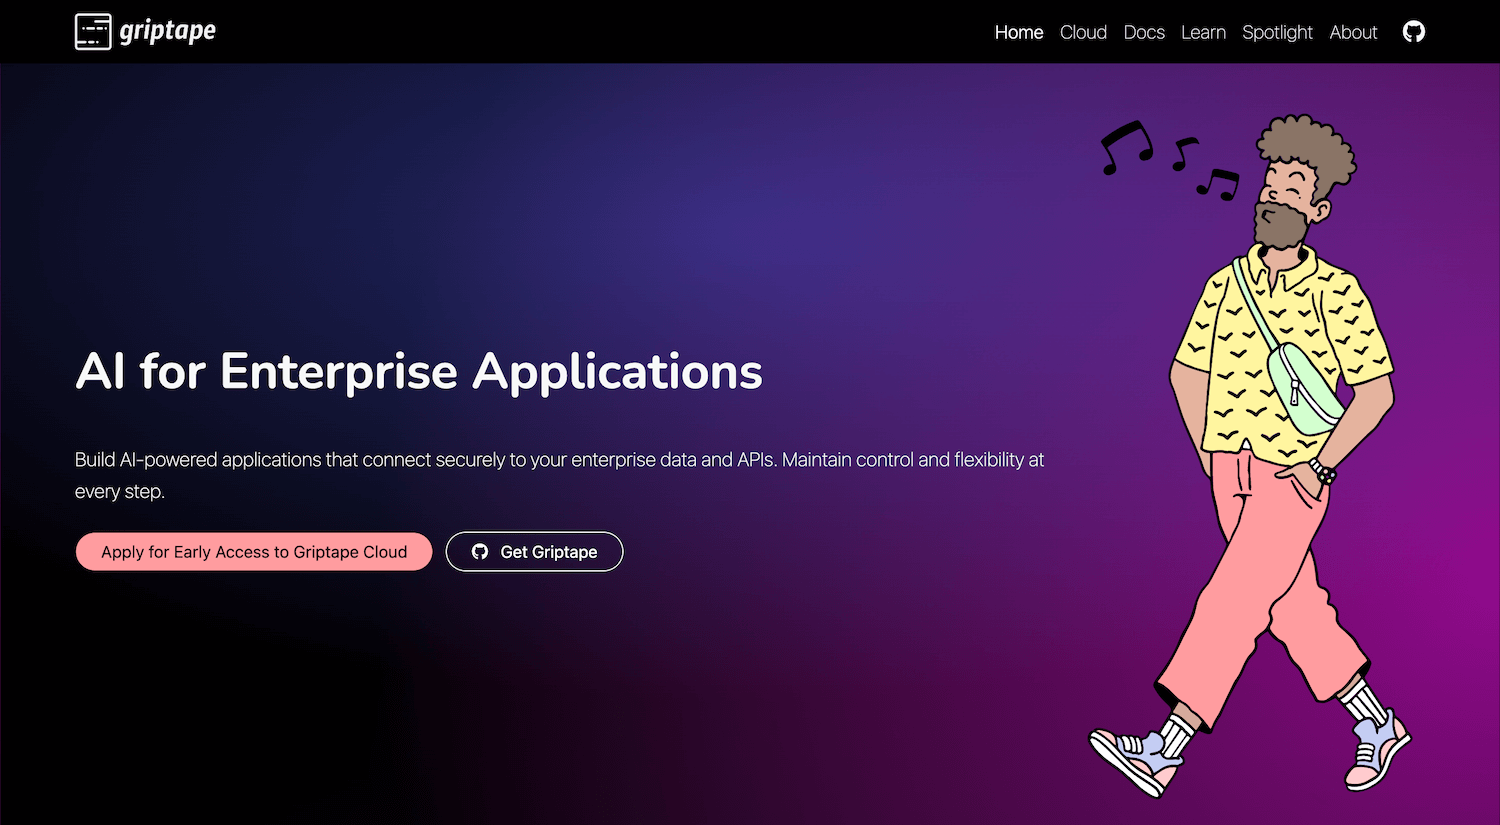 griptape
Home Cloud Docs Learn Spotlight About
AI for Enterprise Applications
Build AI-powered applications that connect securely to your enterprise data and APIs. Maintain control and flexibility at
every step.
Apply for Early Access to Griptape Cloud
Get Griptape